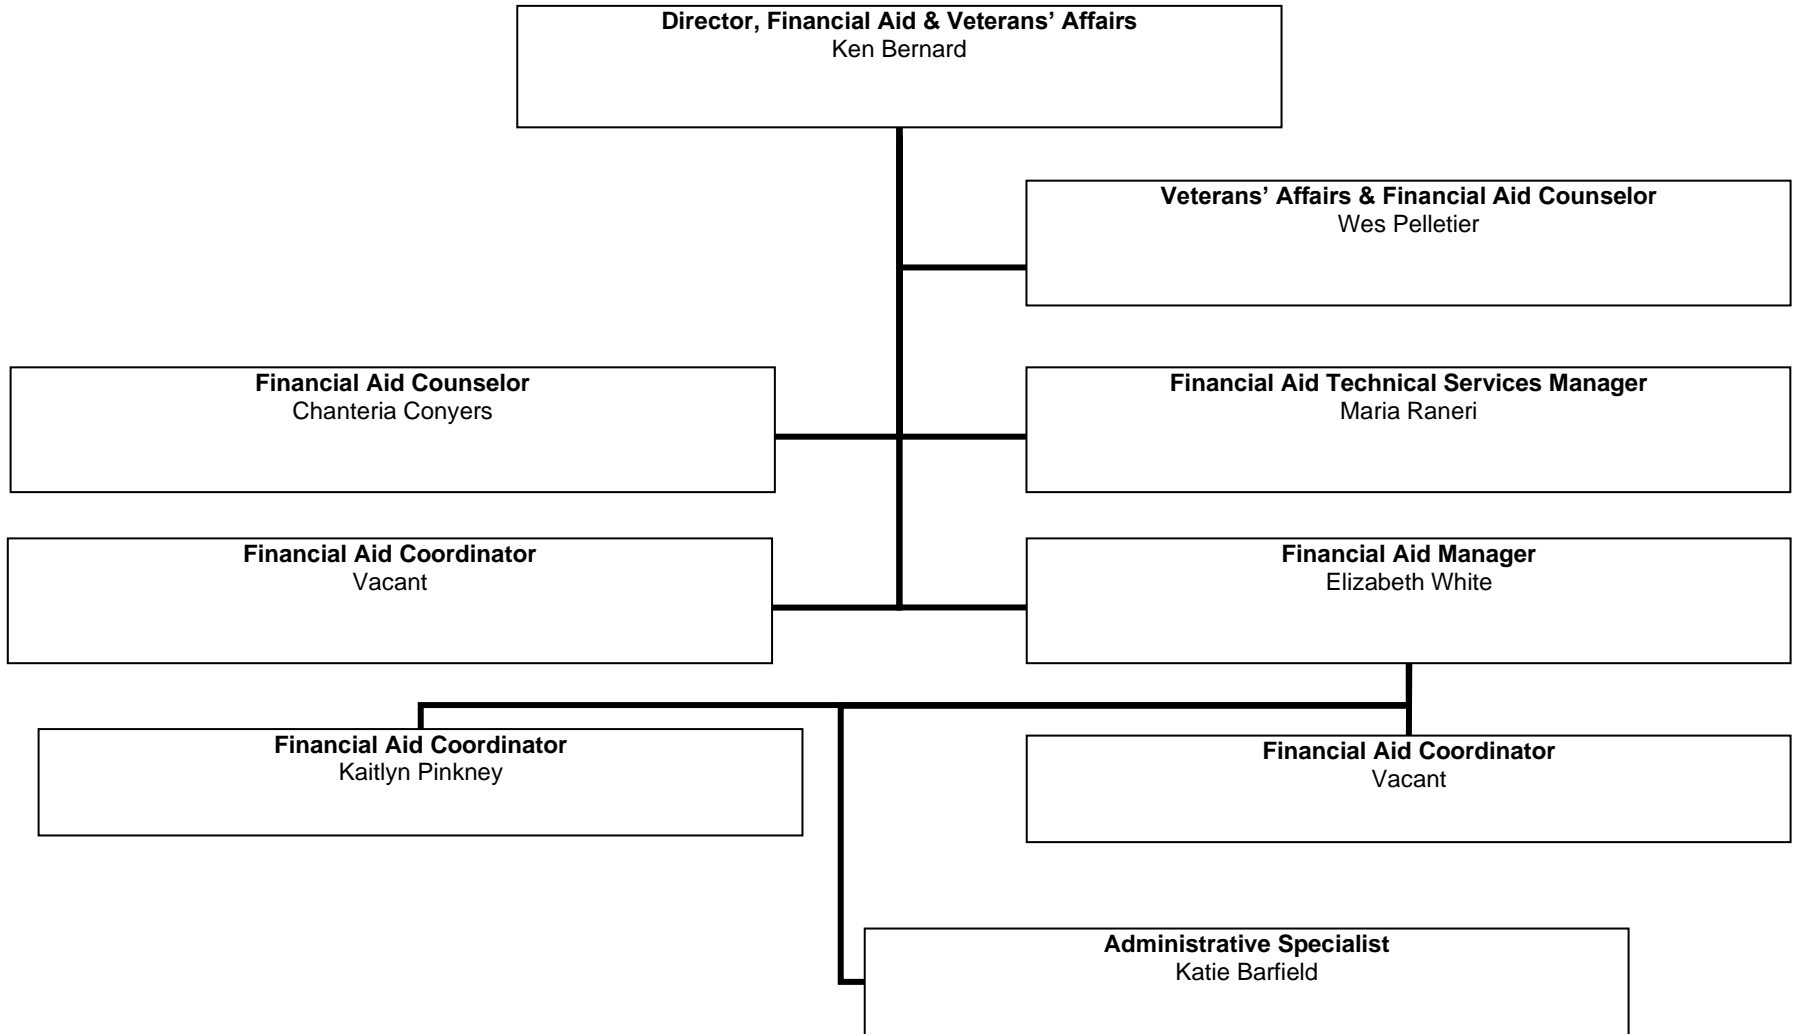 Director, Financial Aid & Veterans’ Affairs
Ken Bernard
Veterans’ Affairs & Financial Aid Counselor
Wes Pelletier
Financial Aid Counselor
Chanteria Conyers
Financial Aid Technical Services Manager
Maria Raneri
Financial Aid Coordinator
Vacant
Financial Aid Manager
Elizabeth White
Financial Aid Coordinator
Kaitlyn Pinkney
Financial Aid Coordinator
Vacant
Administrative Specialist
Katie Barfield